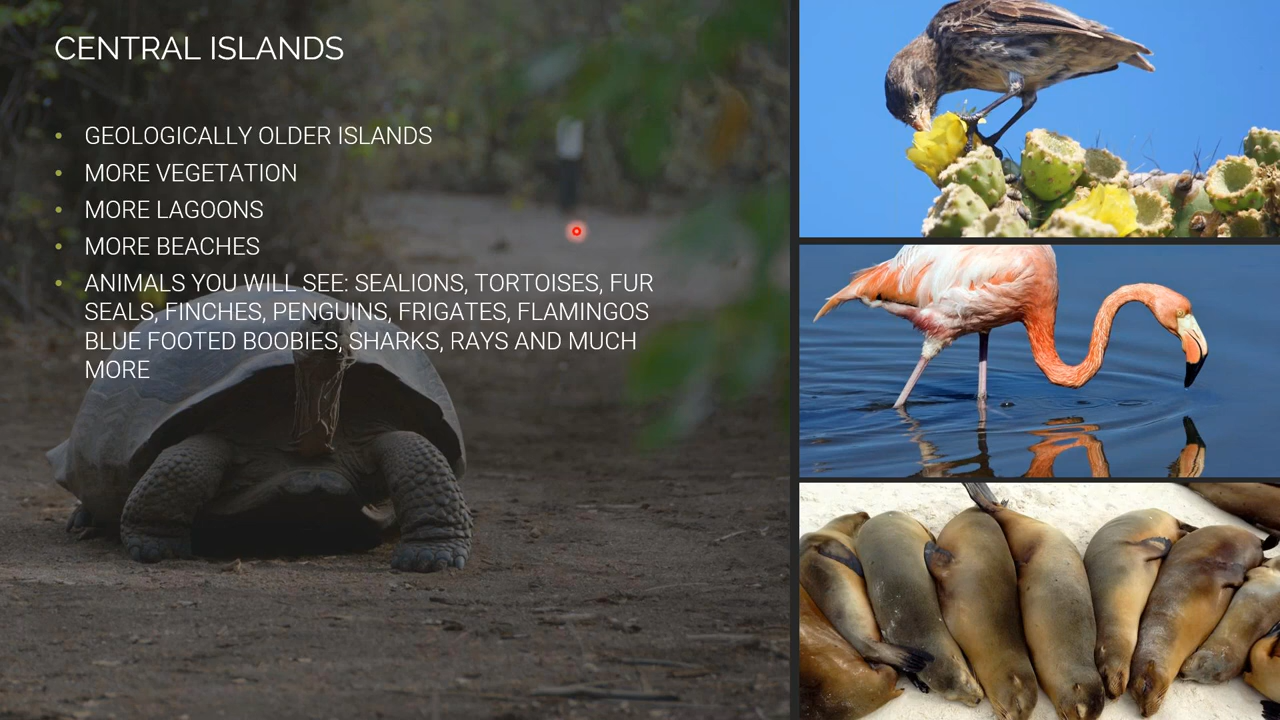 CENTRAL ISLANDS
• GEOLOGICALLY OLDER ISLANDS
• MORE VEGETATION
• MORE LAGOONS
• MORE BEACHES
• ANIMALS YOU WILL SEE: SEALIONS, TORTOISES, FUR
SEALS, FINCHES, PENGUINS, FRIGATES, FLAMINGOS
BLUE FOOTED BOOBIES, SHARKS, RAYS AND MUCH
MORE